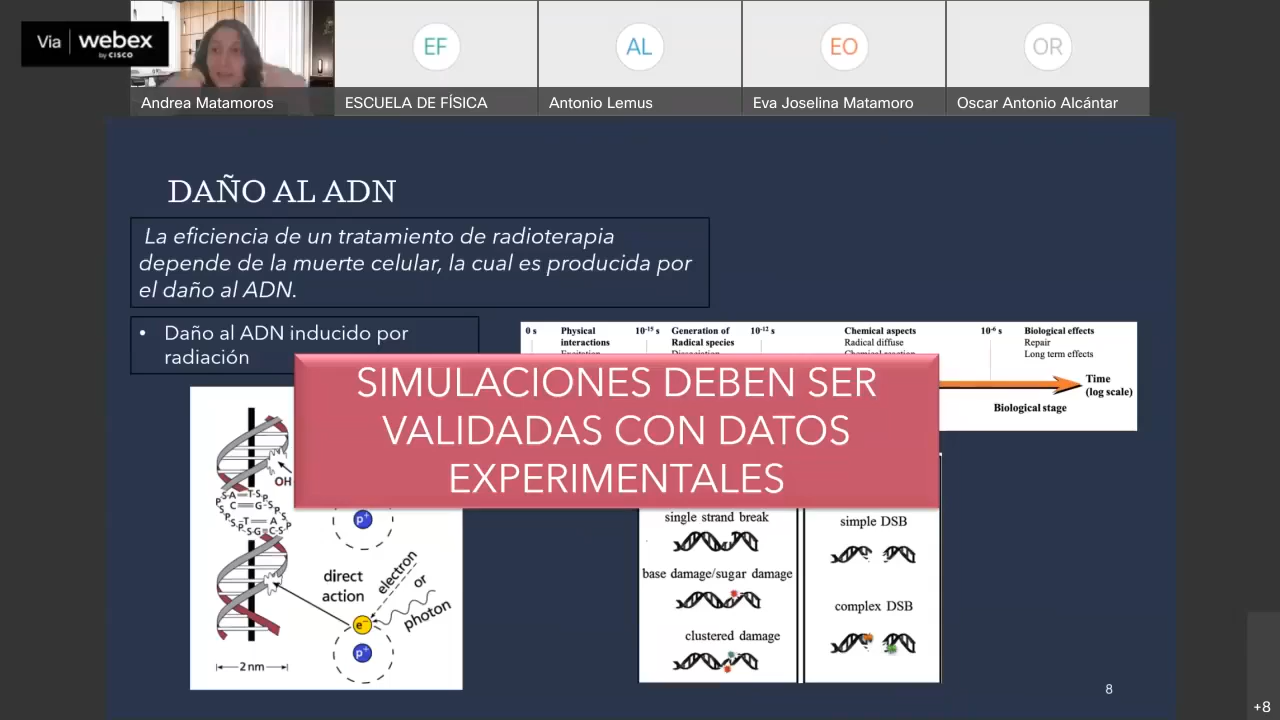 Via webex
by CISCO
EF
AL
EO
OR
Andrea Matamoros
ESCUELA DE FÍSICA
Antonio Lemus
Eva Joselina Matamoro
Oscar Antonio Alcántar
DAÑO AL ADN
La eficiencia de un tratamiento de radioterapia
depende de la muerte celular, la cual es producida por
el daño al ADN.
• Daño al ADN inducido por
radiación
0 s
Physical
interactions
10⁻¹⁵ s
Generation of
Radical species
10⁻¹² s
Chemical aspects
Radical diffuse
10⁻⁶ s
Biological effects
Repair
Long term effects
Time
(log scale)
Biological stage
SIMULACIONES DEBEN SER
VALIDADAS CON DATOS
EXPERIMENTALES
OH
p⁺
direct
action
electron
or
photon
e⁻
p⁺
2 nm
single strand break
base damage/sugar damage
clustered damage
simple DSB
complex DSB
8
+8